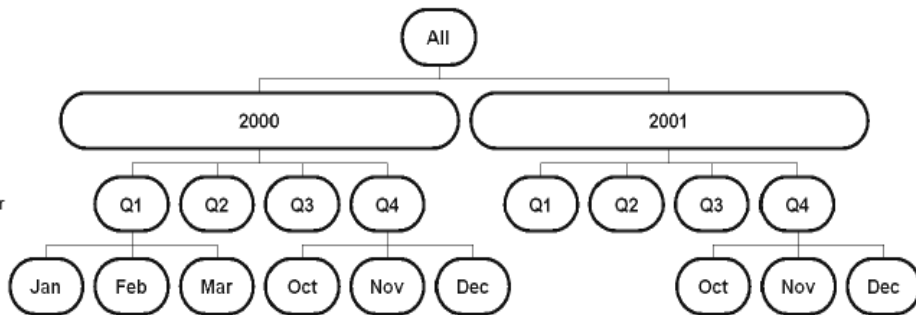 All
2000 2001
r Q1 Q2 Q3 Q4 Q1 Q2 Q3 Q4
Jan Feb Mar Oct Nov Dec Oct Nov Dec